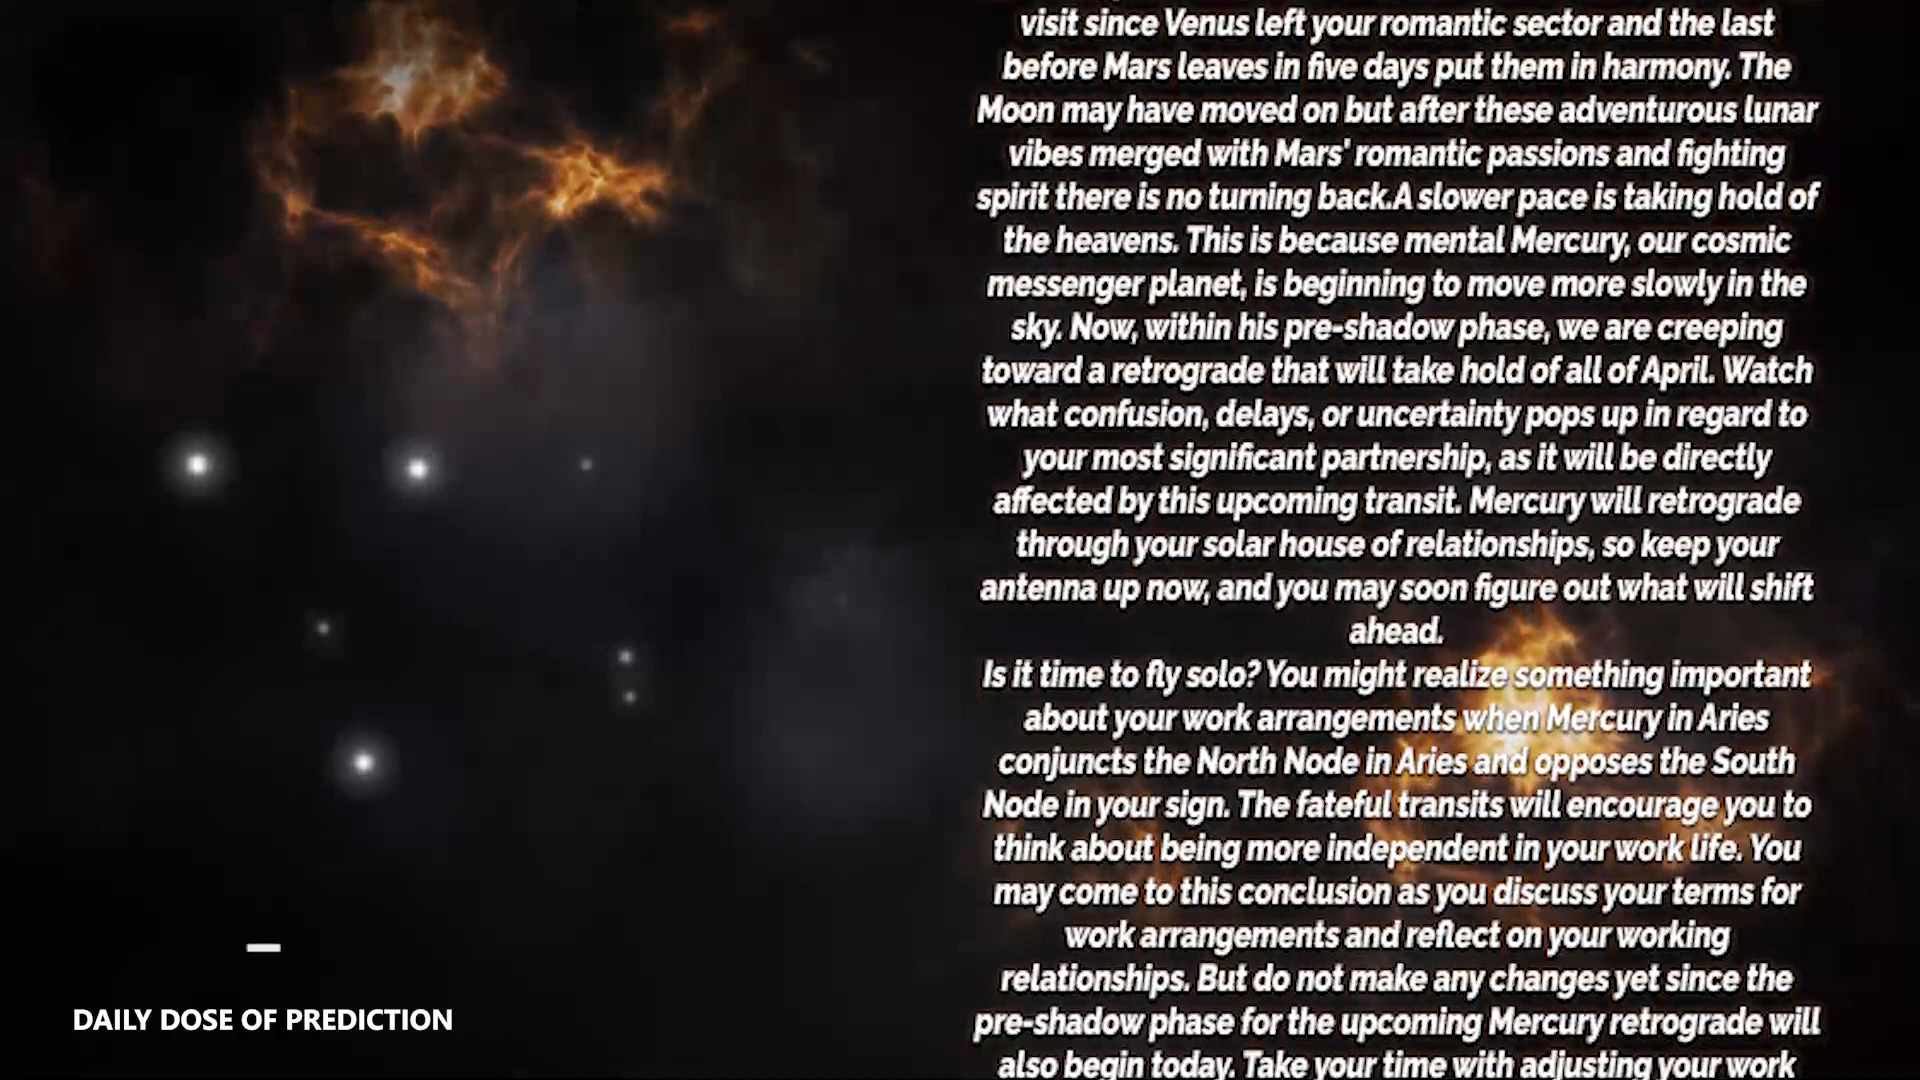 visit since Venus left your romantic sector and the last
before Mars leaves in five days put them in harmony. The
Moon may have moved on but after these adventurous lunar
vibes merged with Mars' romantic passions and fighting
spirit there is no turning back.A slower pace is taking hold of
the heavens. This is because mental Mercury, our cosmic
messenger planet, is beginning to move more slowly in the
sky. Now, within his pre-shadow phase, we are creeping
toward a retrograde that will take hold of all of April. Watch
what confusion, delays, or uncertainty pops up in regard to
your most significant partnership, as it will be directly
affected by this upcoming transit. Mercury will retrograde
through your solar house of relationships, so keep your
antenna up now, and you may soon figure out what will shift
ahead.
Is it time to fly solo? You might realize something important
about your work arrangements when Mercury in Aries
conjuncts the North Node in Aries and opposes the South
Node in your sign. The fateful transits will encourage you to
think about being more independent in your work life. You
may come to this conclusion as you discuss your terms for
work arrangements and reflect on your working
relationships. But do not make any changes yet since the
pre-shadow phase for the upcoming Mercury retrograde will
also begin today. Take your time with adjusting your work
DAILY DOSE OF PREDICTION